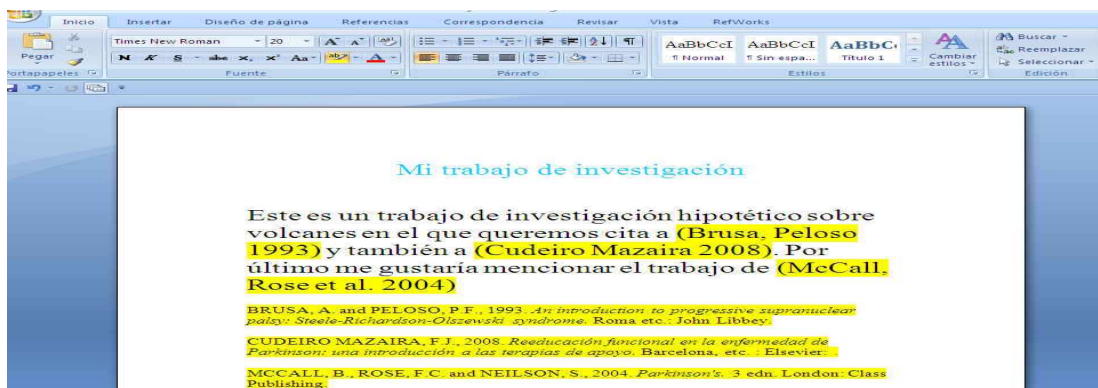 Inicio Insertar Diseño de página Referencias Correspondencia Revisar Vista RefWorks
Times New Roman 20 Buscar
AaBbCcI AaBbCcI AaBbC Reemplazar
Pegar N K S abc x, x² Aa ab A Normal Sin espa... Título 1 Cambiar estilos Seleccionar
Portapapeles Fuente Párrafo Estilos Edición
Mi trabajo de investigación
Este es un trabajo de investigación hipotético sobre
volcanes en el que queremos cita a (Brusa, Peloso
1993) y también a (Cudeiro Mazaira 2008). Por
último me gustaría mencionar el trabajo de (McCall,
Rose et al. 2004)
BRUSA, A. and PELOSO, P.F., 1993. An introduction to progressive supranuclear
palsy: Steele-Richardson-Olszewski syndrome. Roma etc.: John Libbey.
CUDEIRO MAZAIRA, F.J., 2008. Reeducación funcional en la enfermedad de
Parkinson: una introducción a las terapias de apoyo. Barcelona, etc. : Elsevier: .
MCCALL, B., ROSE, F.C. and NEILSON, S., 2004. Parkinson's. 3 edn. London: Class
Publishing.